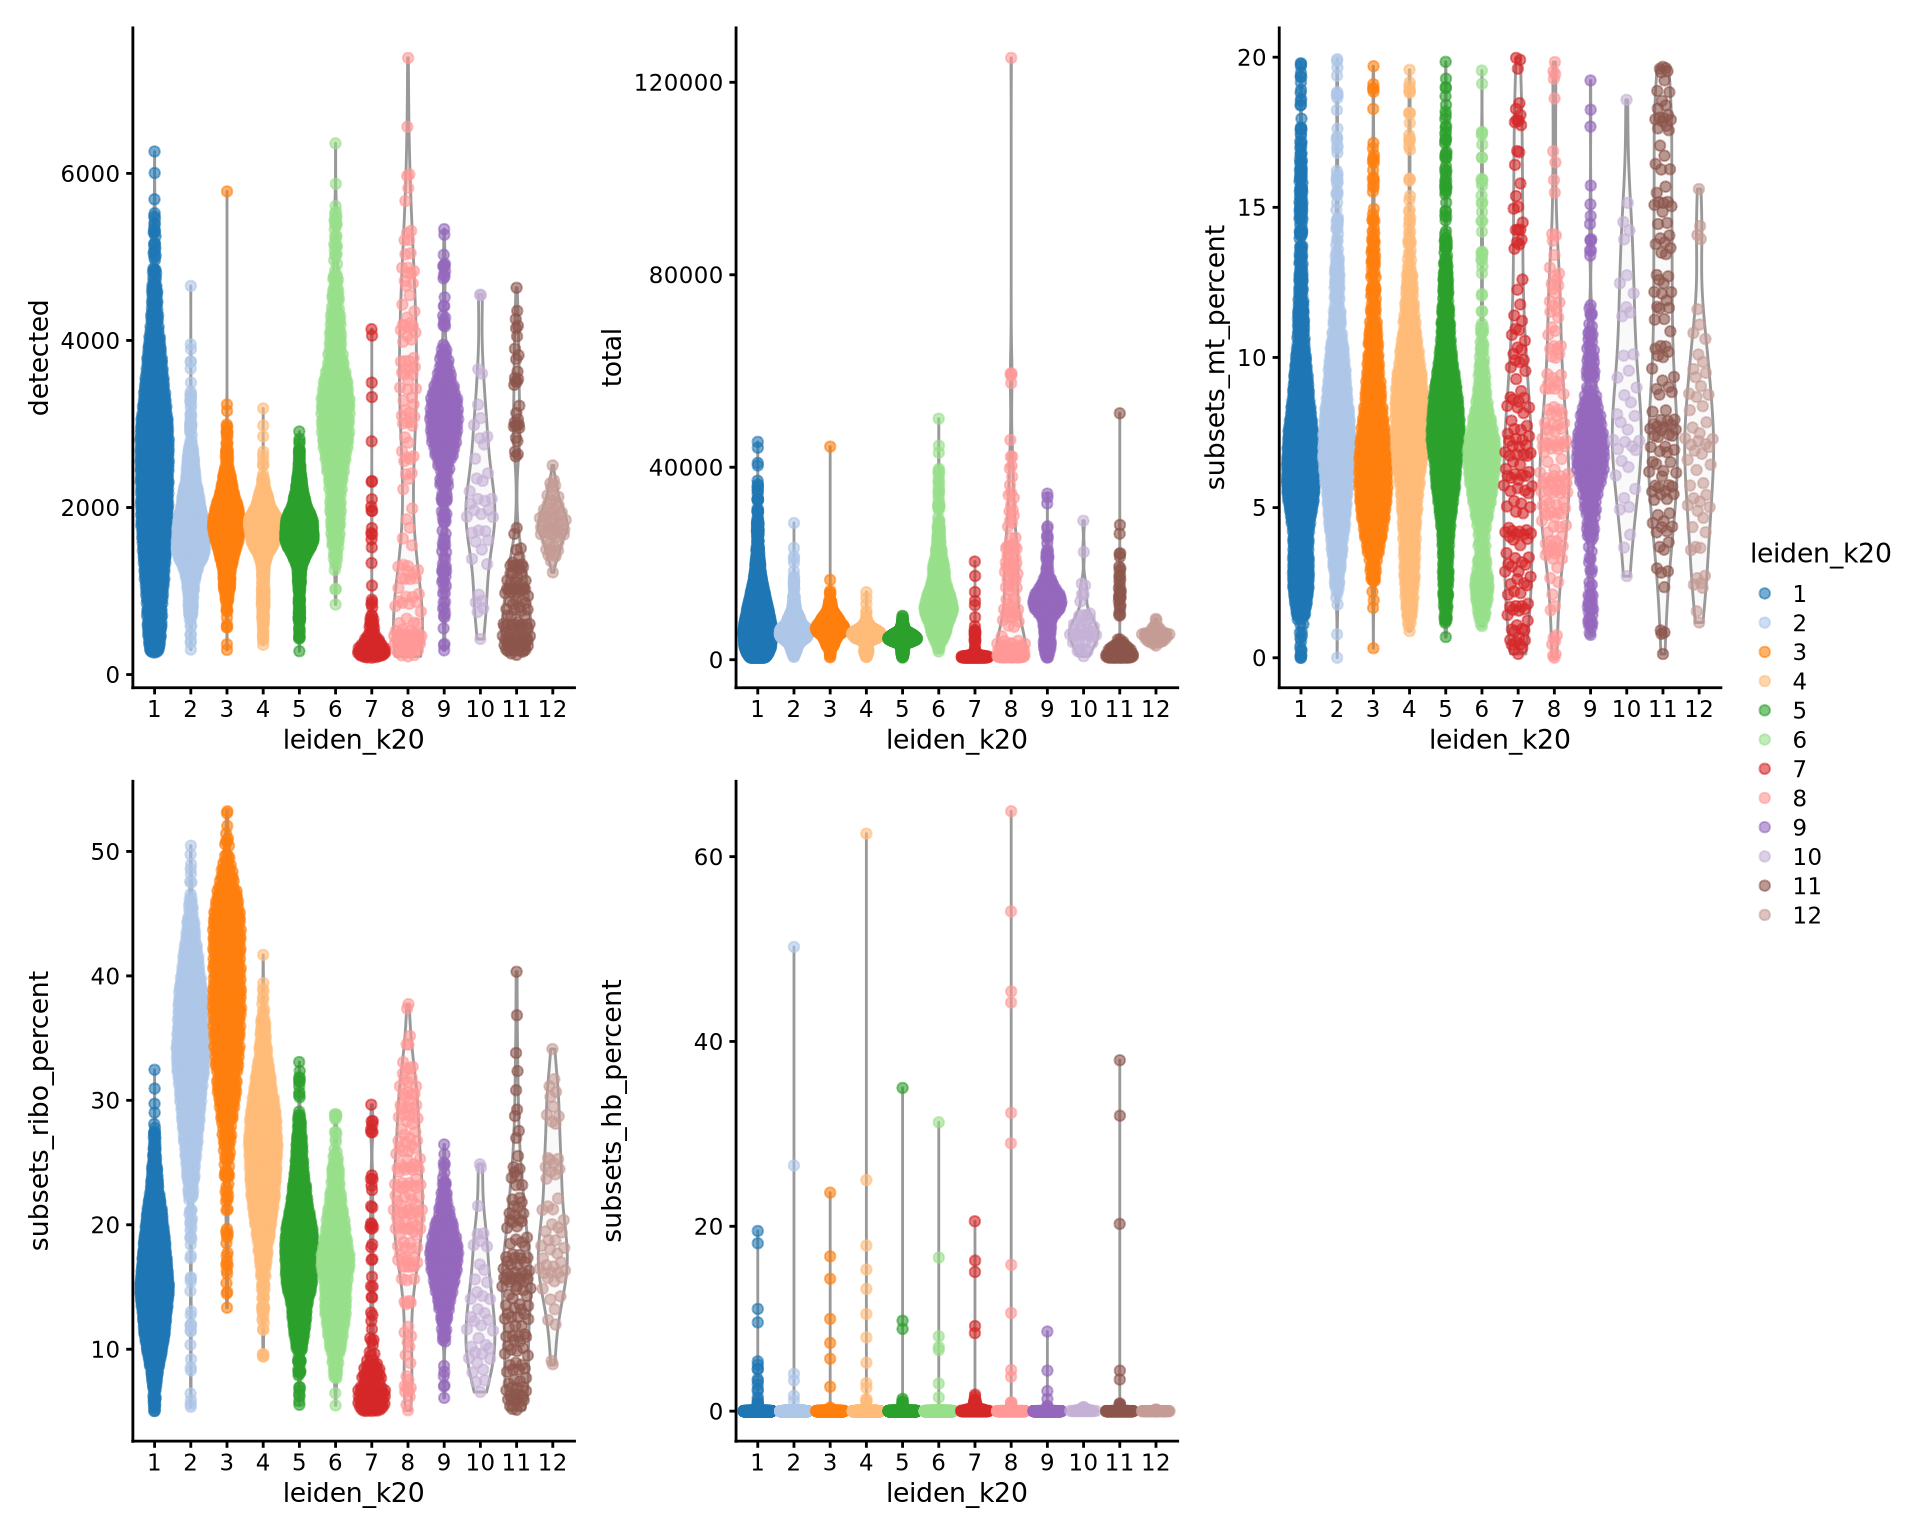 detected
6000
4000
2000
0
1 2 3 4 5 6 7 8 9 10 11 12
leiden_k20
total
120000
80000
40000
0
1 2 3 4 5 6 7 8 9 10 11 12
leiden_k20
subsets_mt_percent
20
15
10
5
0
1 2 3 4 5 6 7 8 9 10 11 12
leiden_k20
subsets_ribo_percent
50
40
30
20
10
1 2 3 4 5 6 7 8 9 10 11 12
leiden_k20
subsets_hb_percent
60
40
20
0
1 2 3 4 5 6 7 8 9 10 11 12
leiden_k20
leiden_k20
1
2
3
4
5
6
7
8
9
10
11
12